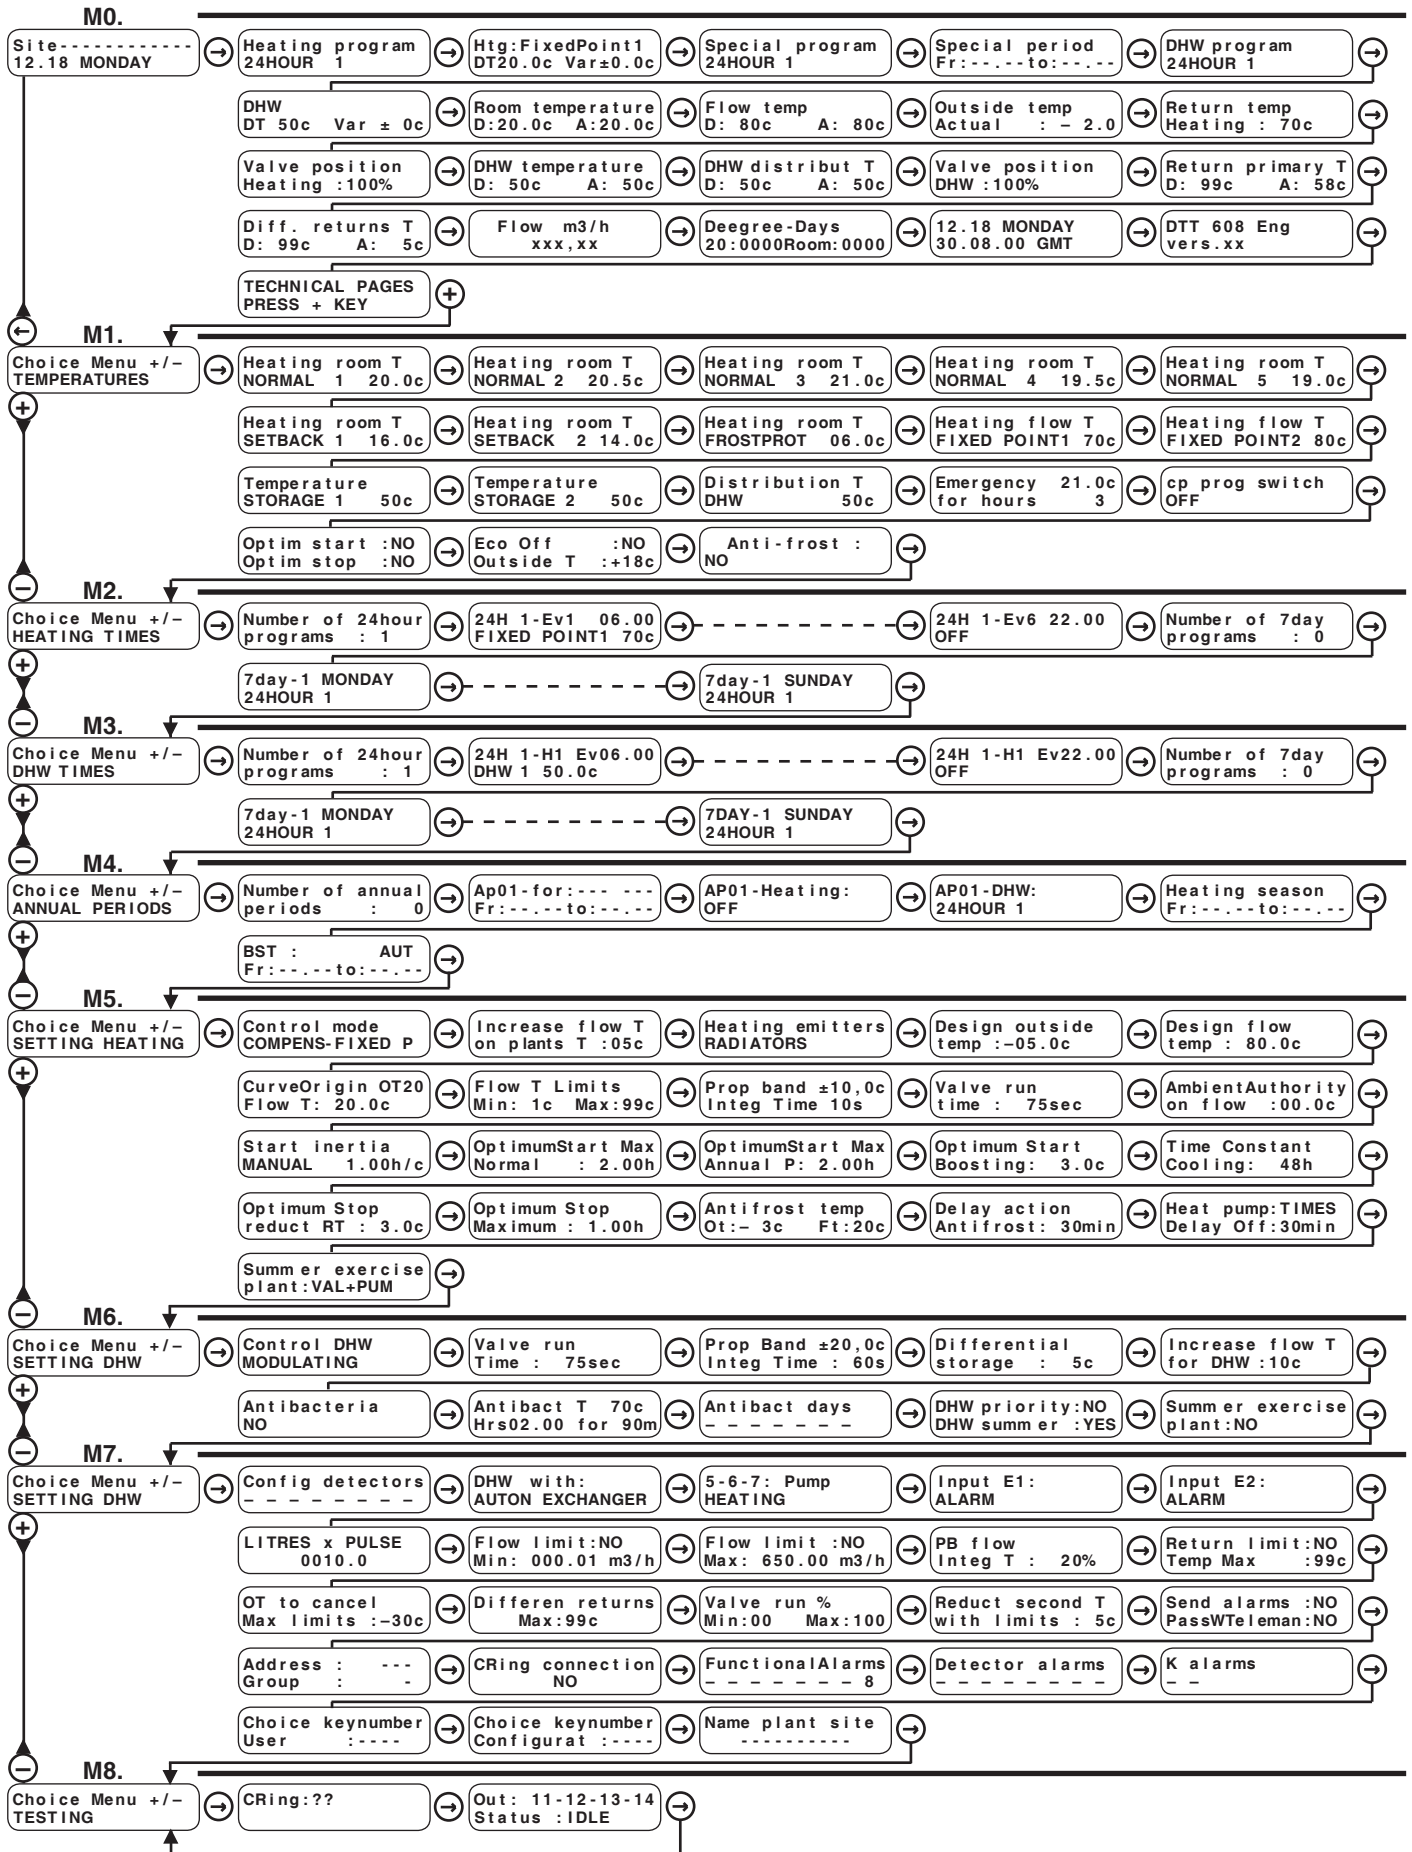 M0.
Site------------
12.18 MONDAY
Heating program
24HOUR 1
Htg:FixedPoint1
DT20.0c Var±0.0c
Special program
24HOUR 1
Special period
Fr:--.--to:--.--
DHW program
24HOUR 1
DHW
DT 50c Var ± 0c
Room temperature
D:20.0c A:20.0c
Flow temp
D: 80c A: 80c
Outside temp
Actual : – 2.0
Return temp
Heating : 70c
Valve position
Heating :100%
DHW temperature
D: 50c A: 50c
DHW distribut T
D: 50c A: 50c
Valve position
DHW :100%
Return primary T
D: 99c A: 58c
Diff. returns T
D: 99c A: 5c
Flow m3/h
xxx,xx
Deegree-Days
20:0000Room:0000
12.18 MONDAY
30.08.00 GMT
DTT 608 Eng
vers.xx
TECHNICAL PAGES
PRESS + KEY
M1.
Choice Menu +/–
TEMPERATURES
Heating room T
NORMAL 1 20.0c
Heating room T
NORMAL 2 20.5c
Heating room T
NORMAL 3 21.0c
Heating room T
NORMAL 4 19.5c
Heating room T
NORMAL 5 19.0c
Heating room T
SETBACK 1 16.0c
Heating room T
SETBACK 2 14.0c
Heating room T
FROSTPROT 06.0c
Heating flow T
FIXED POINT1 70c
Heating flow T
FIXED POINT2 80c
Temperature
STORAGE 1 50c
Temperature
STORAGE 2 50c
Distribution T
DHW 50c
Emergency 21.0c
for hours 3
cp prog switch
OFF
Optim start :NO
Optim stop :NO
Eco Off :NO
Outside T :+18c
Anti-frost :
NO
M2.
Choice Menu +/–
HEATING TIMES
Number of 24hour
programs : 1
24H 1-Ev1 06.00
FIXED POINT1 70c
24H 1-Ev6 22.00
OFF
Number of 7day
programs : 0
7day-1 MONDAY
24HOUR 1
7day-1 SUNDAY
24HOUR 1
M3.
Choice Menu +/–
DHW TIMES
Number of 24hour
programs : 1
24H 1-H1 Ev06.00
DHW 1 50.0c
24H 1-H1 Ev22.00
OFF
Number of 7day
programs : 0
7day-1 MONDAY
24HOUR 1
7DAY-1 SUNDAY
24HOUR 1
M4.
Choice Menu +/–
ANNUAL PERIODS
Number of annual
periods : 0
Ap01-for:--- ---
Fr:--.--to:--.--
AP01-Heating:
OFF
AP01-DHW:
24HOUR 1
Heating season
Fr:--.--to:--.--
BST : AUT
Fr:--.--to:--.--
M5.
Choice Menu +/–
SETTING HEATING
Control mode
COMPENS-FIXED P
Increase flow T
on plants T :05c
Heating emitters
RADIATORS
Design outside
temp :–05.0c
Design flow
temp : 80.0c
CurveOrigin OT20
Flow T: 20.0c
Flow T Limits
Min: 1c Max:99c
Prop band ±10,0c
Integ Time 10s
Valve run
time : 75sec
AmbientAuthority
on flow :00.0c
Start inertia
MANUAL 1.00h/c
OptimumStart Max
Normal : 2.00h
OptimumStart Max
Annual P: 2.00h
Optimum Start
Boosting: 3.0c
Time Constant
Cooling: 48h
Optimum Stop
reduct RT : 3.0c
Optimum Stop
Maximum : 1.00h
Antifrost temp
Ot:– 3c Ft:20c
Delay action
Antifrost: 30min
Heat pump:TIMES
Delay Off:30min
Summer exercise
plant:VAL+PUM
M6.
Choice Menu +/–
SETTING DHW
Control DHW
MODULATING
Valve run
Time : 75sec
Prop Band ±20,0c
Integ Time : 60s
Differential
storage : 5c
Increase flow T
for DHW :10c
Antibacteria
NO
Antibact T 70c
Hrs02.00 for 90m
Antibact days
– – – – – – –
DHW priority:NO
DHW summer :YES
Summer exercise
plant:NO
M7.
Choice Menu +/–
SETTING DHW
Config detectors
– – – – – – – –
DHW with:
AUTON EXCHANGER
5-6-7: Pump
HEATING
Input E1:
ALARM
Input E2:
ALARM
LITRES x PULSE
0010.0
Flow limit:NO
Min: 000.01 m3/h
Flow limit :NO
Max: 650.00 m3/h
PB flow
Integ T : 20%
Return limit:NO
Temp Max :99c
OT to cancel
Max limits :–30c
Differen returns
Max:99c
Valve run %
Min:00 Max:100
Reduct second T
with limits : 5c
Send alarms :NO
PassWTeleman:NO
Address : ---
Group : -
CRing connection
NO
FunctionalAlarms
– – – – – – – 8
Detector alarms
– – – – – – – –
K alarms
– –
Choice keynumber
User :----
Choice keynumber
Configurat :----
Name plant site
----------
M8.
Choice Menu +/–
TESTING
CRing:??
Out: 11-12-13-14
Status :IDLE